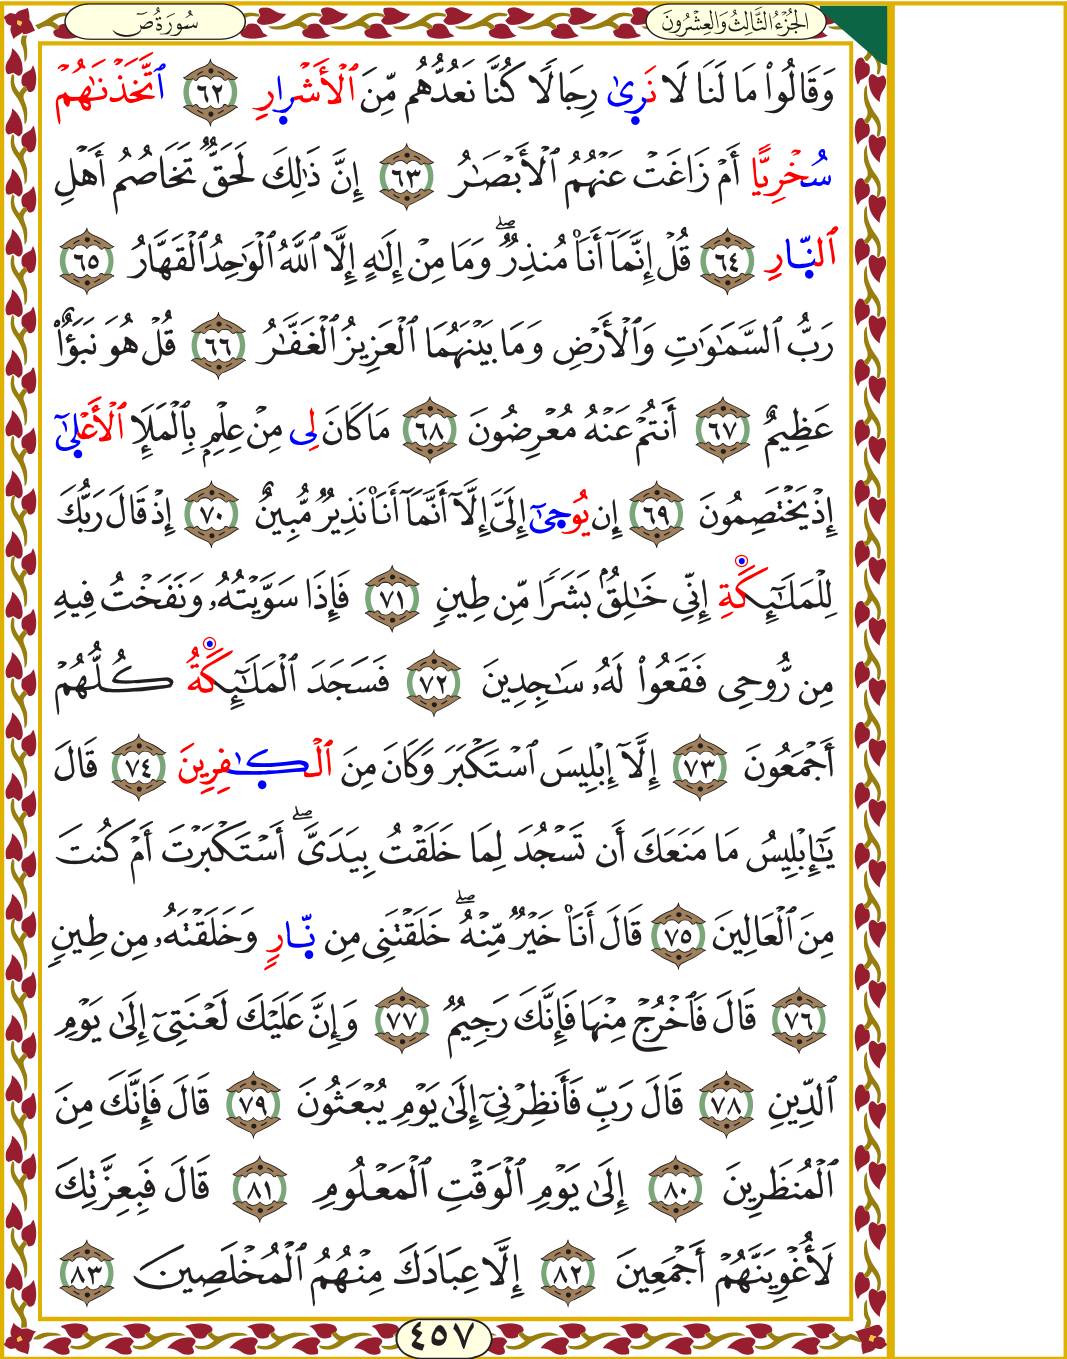 الجُزْءُ الثَّالِثُ وَالعِشْرُونَ
سُورَةُ صٓ
وَقَالُواْ مَا لَنَا لَا نَرىٰ رِجَالٗا كُنَّا نَعُدُّهُم مِّنَ ٱلۡأَشۡرارِ ٦٢ ٱتَّخَذۡنَٰهُمۡ
سُخۡرِيًّا أَمۡ زَاغَتۡ عَنۡهُمُ ٱلۡأَبۡصَٰرُ ٦٣ إِنَّ ذَٰلِكَ لَحَقّٞ تَخَاصُمُ أَهۡلِ
ٱلنّارِ ٦٤ قُلۡ إِنَّمَآ أَنَا۠ مُنذِرٞۖ وَمَا مِنۡ إِلَٰهٍ إِلَّا ٱللَّهُ ٱلۡوَٰحِدُ ٱلۡقَهَّارُ ٦٥
رَبُّ ٱلسَّمَٰوَٰتِ وَٱلۡأَرۡضِ وَمَا بَيۡنَهُمَا ٱلۡعَزِيزُ ٱلۡغَفَّٰرُ ٦٦ قُلۡ هُوَ نَبَؤٌاْ
عَظِيمٌ ٦٧ أَنتُمۡ عَنۡهُ مُعۡرِضُونَ ٦٨ مَا كَانَ لِي مِنۡ عِلۡمِۭ بِٱلۡمَلَإِ ٱلۡأَعۡلىٰٓ
إِذۡ يَخۡتَصِمُونَ ٦٩ إِن يُوحىٰٓ إِلَيَّ إِلَّآ أَنَّمَآ أَنَا۠ نَذِيرٞ مُّبِينٌ ٧٠ إِذۡ قَالَ رَبُّكَ
لِلۡمَلَٰٓئِكَةِ إِنِّي خَٰلِقُۢ بَشَرٗا مِّن طِينٖ ٧١ فَإِذَا سَوَّيۡتُهُۥ وَنَفَخۡتُ فِيهِ
مِن رُّوحِي فَقَعُواْ لَهُۥ سَٰجِدِينَ ٧٢ فَسَجَدَ ٱلۡمَلَٰٓئِكَةُ كُلُّهُمۡ
أَجۡمَعُونَ ٧٣ إِلَّآ إِبۡلِيسَ ٱسۡتَكۡبَرَ وَكَانَ مِنَ ٱلۡكٰفِرِينَ ٧٤ قَالَ
يَٰٓإِبۡلِيسُ مَا مَنَعَكَ أَن تَسۡجُدَ لِمَا خَلَقۡتُ بِيَدَيَّۖ أَسۡتَكۡبَرۡتَ أَمۡ كُنتَ
مِنَ ٱلۡعَالِينَ ٧٥ قَالَ أَنَا۠ خَيۡرٞ مِّنۡهُ خَلَقۡتَنِي مِن نّارٖ وَخَلَقۡتَهُۥ مِن طِينٖ
٧٦ قَالَ فَٱخۡرُجۡ مِنۡهَا فَإِنَّكَ رَجِيمٞ ٧٧ وَإِنَّ عَلَيۡكَ لَعۡنَتِيٓ إِلَىٰ يَوۡمِ
ٱلدِّينِ ٧٨ قَالَ رَبِّ فَأَنظِرۡنِيٓ إِلَىٰ يَوۡمِ يُبۡعَثُونَ ٧٩ قَالَ فَإِنَّكَ مِنَ
ٱلۡمُنظَرِينَ ٨٠ إِلَىٰ يَوۡمِ ٱلۡوَقۡتِ ٱلۡمَعۡلُومِ ٨١ قَالَ فَبِعِزَّتِكَ
لَأُغۡوِيَنَّهُمۡ أَجۡمَعِينَ ٨٢ إِلَّا عِبَادَكَ مِنۡهُمُ ٱلۡمُخۡلَصِينَ ٨٣
٤٥٧